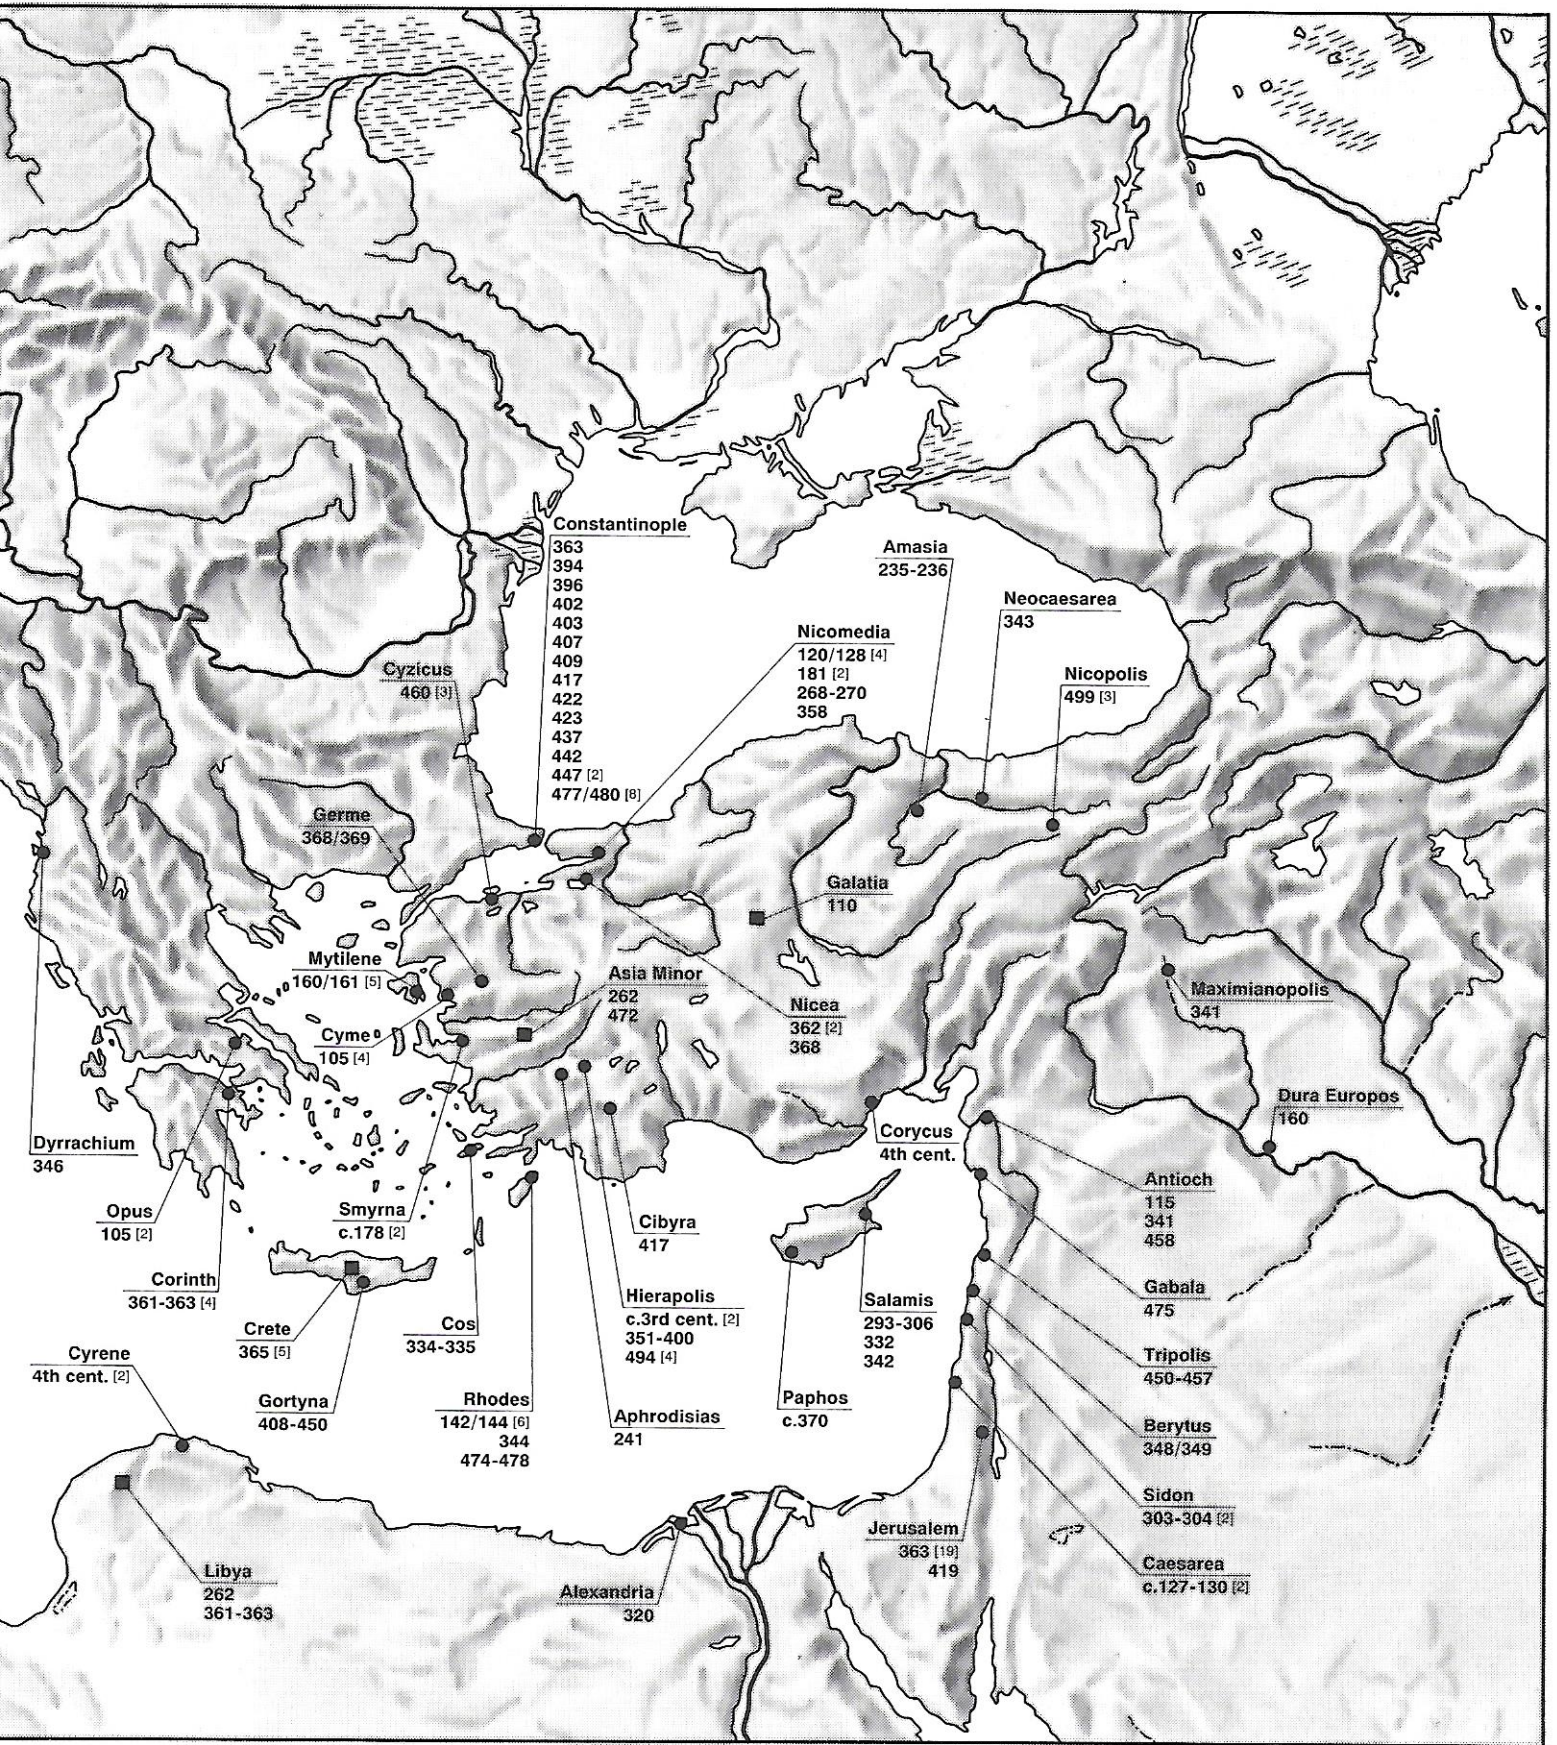 Constantinople
363
394
396
402
403
407
409
417
422
423
437
442
447 [2]
477/480 [8]
Amasia
235-236
Neocaesarea
343
Nicomedia
120/128 [4]
181 [2]
268-270
358
Nicopolis
499 [3]
Cyzicus
460 [3]
Germe
368/369
Galatia
110
Mytilene
160/161 [5]
Asia Minor
262
472
Maximianopolis
341
Nicea
362 [2]
368
Cyme
105 [4]
Dura Europos
160
Dyrrachium
346
Corycus
4th cent.
Antioch
115
341
458
Opus
105 [2]
Smyrna
c.178 [2]
Cibyra
417
Corinth
361-363 [4]
Gabala
475
Hierapolis
c.3rd cent. [2]
351-400
494 [4]
Salamis
293-306
332
342
Crete
365 [5]
Cos
334-335
Cyrene
4th cent. [2]
Tripolis
450-457
Gortyna
408-450
Rhodes
142/144 [6]
344
474-478
Aphrodisias
241
Paphos
c.370
Berytus
348/349
Sidon
303-304 [2]
Jerusalem
363 [19]
419
Caesarea
c.127-130 [2]
Libya
262
361-363
Alexandria
320